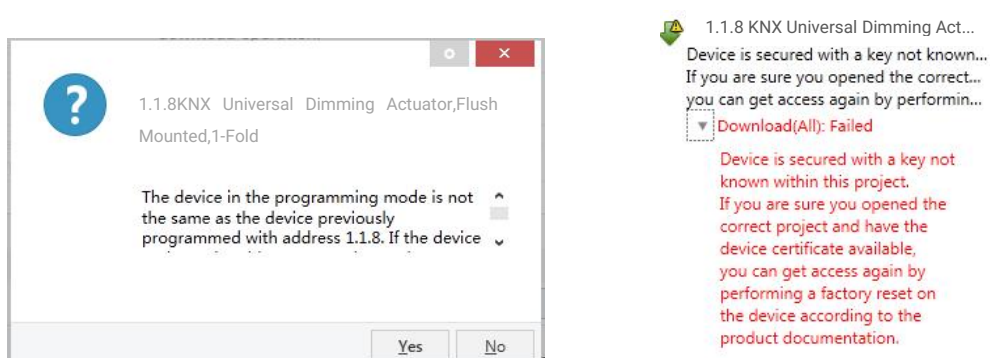 1.1.8KNX Universal Dimming Actuator,Flush
Mounted,1-Fold
The device in the programming mode is not
the same as the device previously
programmed with address 1.1.8. If the device
Yes
No
1.1.8 KNX Universal Dimming Act...
Device is secured with a key not known...
If you are sure you opened the correct...
you can get access again by performin...
Download(All): Failed
Device is secured with a key not
known within this project.
If you are sure you opened the
correct project and have the
device certificate available,
you can get access again by
performing a factory reset on
the device according to the
product documentation.